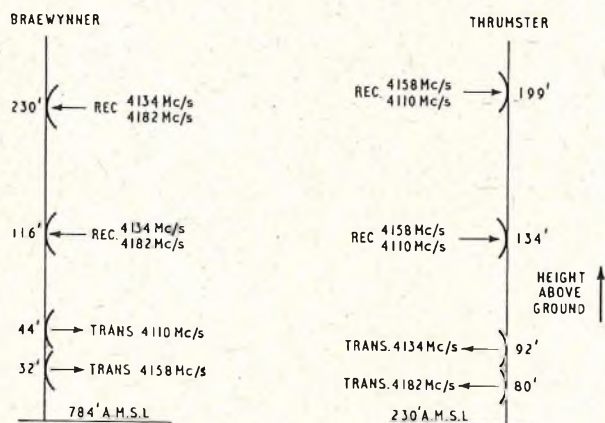 BRAEWYNNER
230'
REC 4134 Mc/s
4182 Mc/s
116'
REC. 4134 Mc/s
4182 Mc/s
44'
TRANS 4110 Mc/s
32'
TRANS 4158 Mc/s
784' A.M.S.L
THRUMSTER
REC. 4158 Mc/s
4110 Mc/s
199'
REC 4158 Mc/s
4110 Mc/s
134'
HEIGHT
ABOVE
GROUND
TRANS. 4134 Mc/s
92'
TRANS. 4182 Mc/s
80'
230' A.M.S.L